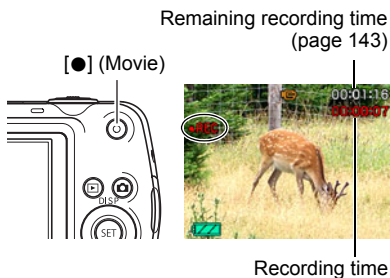 Remaining recording time
(page 143)
[●] (Movie)
00:01:16
00:08:07
●REC
DISP
SET
Recording time